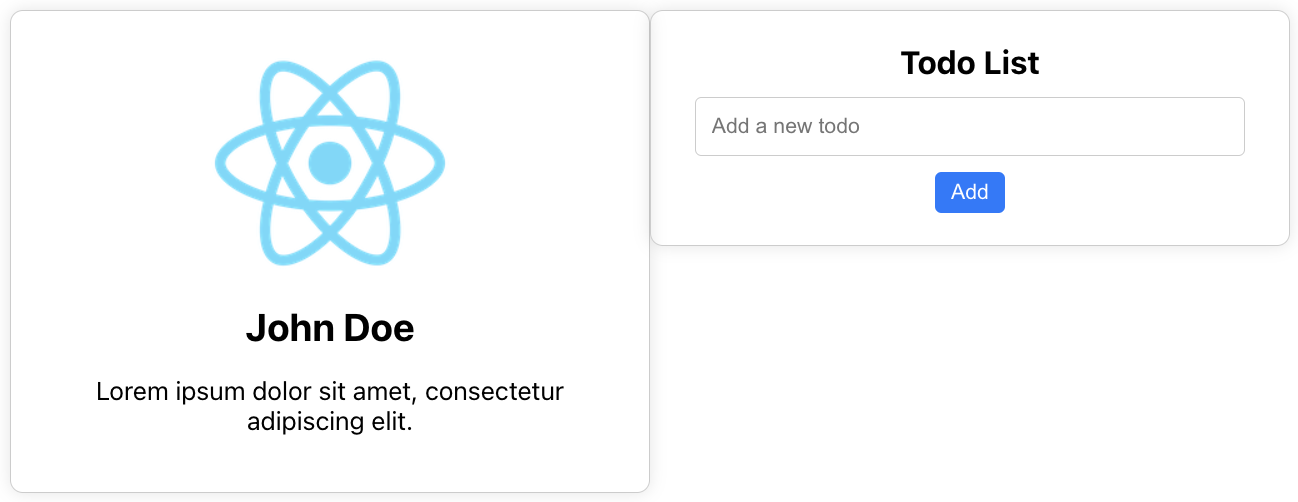 John Doe
Lorem ipsum dolor sit amet, consectetur
adipiscing elit.
Todo List
Add a new todo
Add